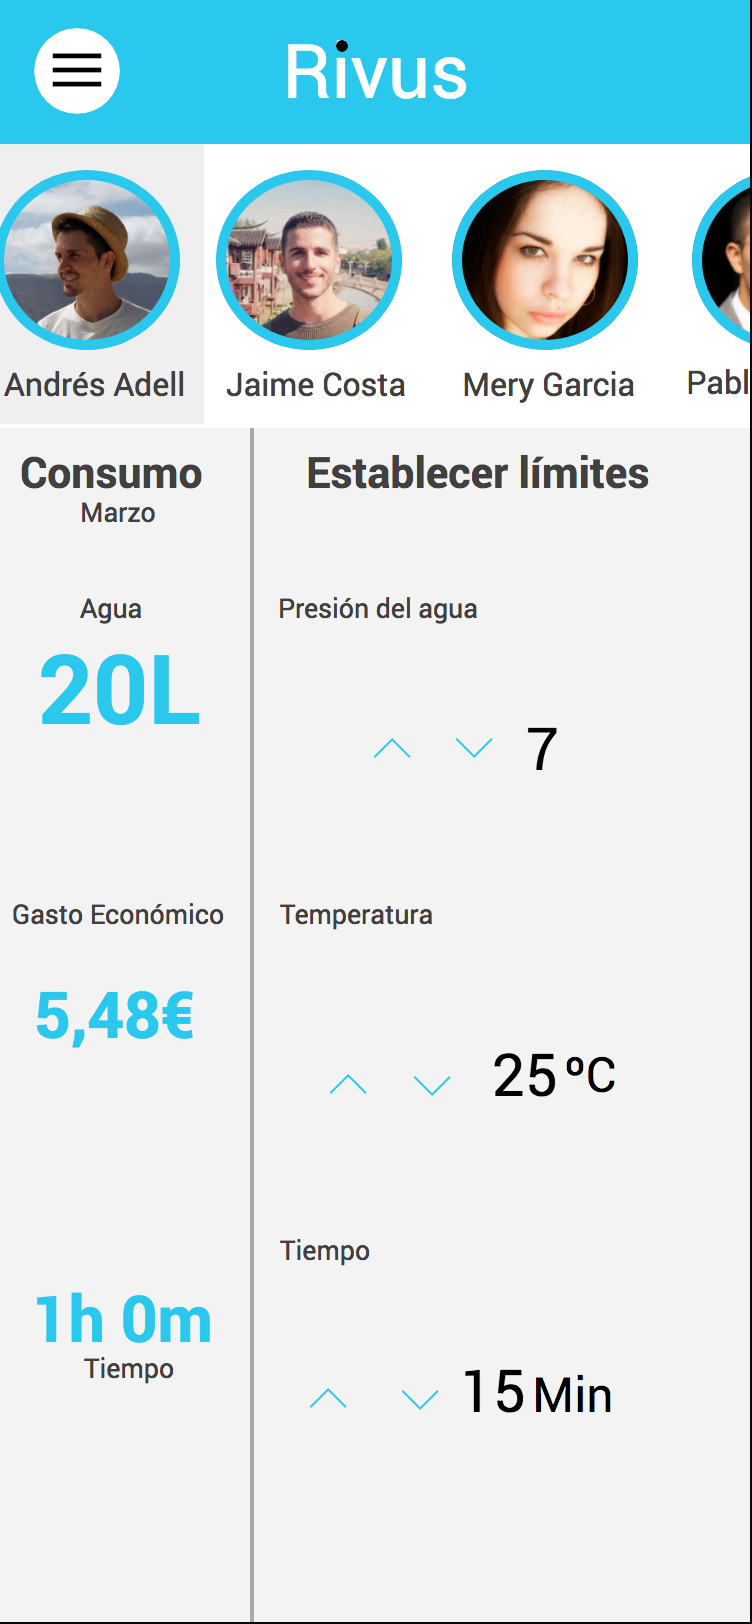 Rivus
Andrés Adell
Jaime Costa
Mery Garcia
Pabl
Consumo
Marzo
Agua
20L
Gasto Económico
5,48€
1h 0m
Tiempo
Establecer límites
Presión del agua
7
Temperatura
25 ºC
Tiempo
15 Min